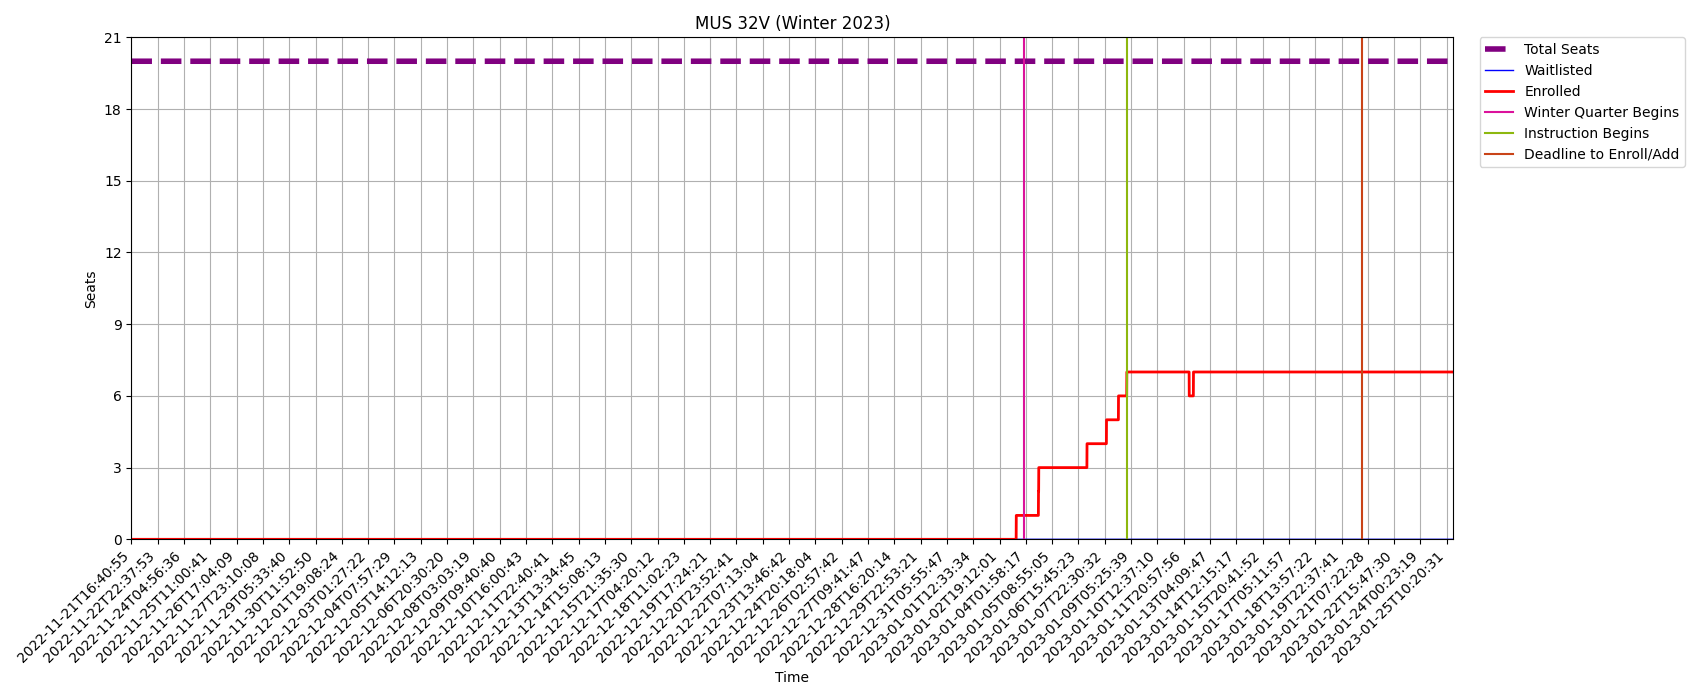 MUS 32V (Winter 2023)
21
18
15
12
9
6
3
0
Seats
2022-11-21T16:40:55
2022-11-22T22:37:53
2022-11-24T04:56:36
2022-11-25T11:00:41
2022-11-26T17:04:09
2022-11-27T23:10:08
2022-11-29T05:33:40
2022-11-30T11:52:50
2022-12-01T19:08:24
2022-12-03T01:27:22
2022-12-04T07:57:29
2022-12-05T14:12:13
2022-12-06T20:30:20
2022-12-08T03:03:19
2022-12-09T09:40:40
2022-12-10T16:00:43
2022-12-11T22:40:41
2022-12-13T13:34:45
2022-12-14T15:08:13
2022-12-15T21:35:30
2022-12-17T04:20:12
2022-12-18T11:02:23
2022-12-19T17:24:21
2022-12-20T23:52:41
2022-12-22T07:13:04
2022-12-23T13:46:42
2022-12-24T20:18:04
2022-12-26T02:57:42
2022-12-27T09:41:47
2022-12-28T16:20:14
2022-12-29T22:53:21
2022-12-31T05:55:47
2023-01-01T12:33:34
2023-01-02T19:12:01
2023-01-04T01:58:17
2023-01-05T08:55:05
2023-01-06T15:45:23
2023-01-07T22:30:32
2023-01-09T05:25:39
2023-01-10T12:37:10
2023-01-11T20:57:56
2023-01-13T04:09:47
2023-01-14T12:15:17
2023-01-15T20:41:52
2023-01-17T05:11:57
2023-01-18T13:57:22
2023-01-19T22:37:41
2023-01-21T07:22:28
2023-01-22T15:47:30
2023-01-24T00:23:19
2023-01-25T10:20:31
Time
Total Seats
Waitlisted
Enrolled
Winter Quarter Begins
Instruction Begins
Deadline to Enroll/Add